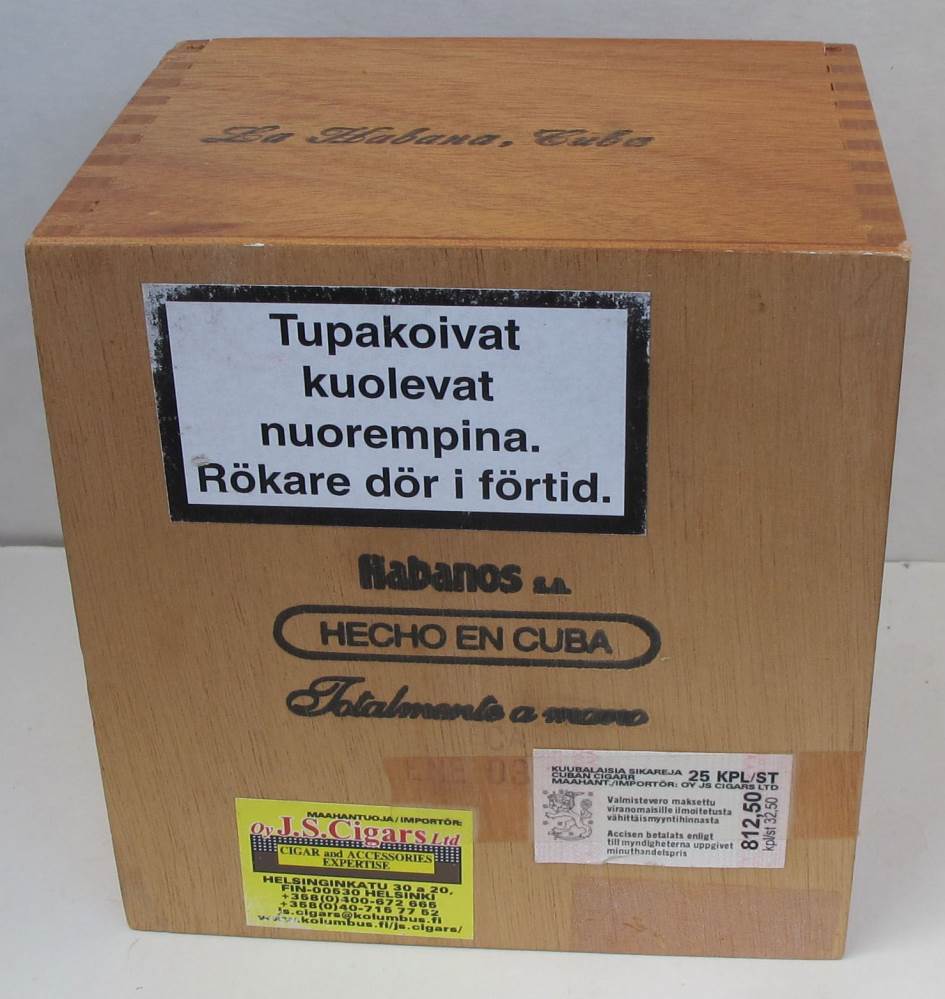 La Habana, Cuba
Tupakoivat
kuolevat
nuorempina.
Rökare dör i förtid.
Habanos S.A.
HECHO EN CUBA
Totalmente a mano
ENE 03
KUUBALAISIA SIKAREJA 25 KPL/ST
CUBAN CIGARR
MAAHANT./IMPORTÖR: OY JS CIGARS LTD
Valmistevero maksettu
viranomaisille ilmoitetusta
vähittäismyyntihinnasta
Accisen betalats enligt
till myndigheterna uppgivet
minuthandelspris
812,50
kpl/st 32,50
MAAHANTUOJA/IMPORTÖR:
Oy J.S.Cigars Ltd
CIGAR and ACCESSORIES
EXPERTISE
HELSINGINKATU 30 a 20,
FIN-00530 HELSINKI
+358(0)400-672 665
+358(0)40-715 77 52
js.cigars@kolumbus.fi
www.kolumbus.fi/js.cigars/